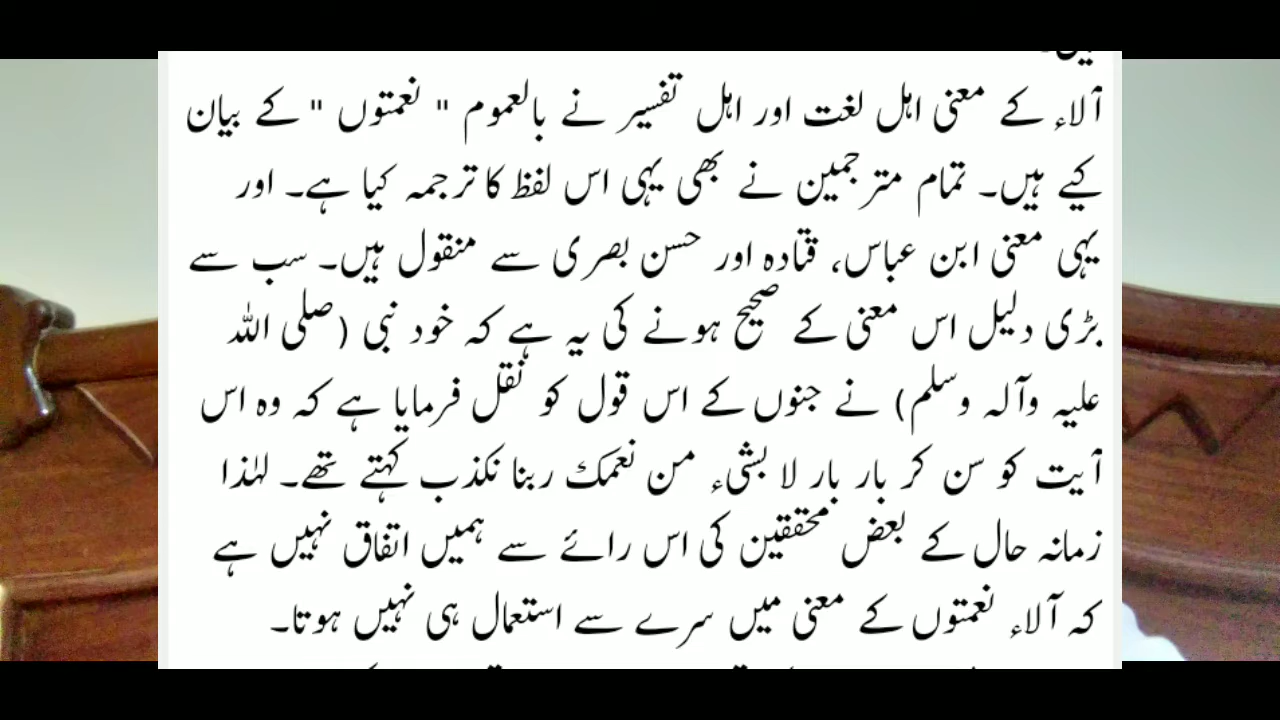 آلاء کے معنی اہل لغت اور اہل تفسیر نے بالعموم " نعمتوں " کے بیان
کیے ہیں۔ تمام مترجمین نے بھی یہی اس لفظ کا ترجمہ کیا ہے۔ اور
یہی معنی ابن عباس، قتادہ اور حسن بصری سے منقول ہیں۔ سب سے
بڑی دلیل اس معنی کے صحیح ہونے کی یہ ہے کہ خود نبی (صلی اللہ
علیہ وآلہ وسلم) نے جنوں کے اس قول کو نقل فرمایا ہے کہ وہ اس
آیت کو سن کر بار بار لا بشیء من نعمک ربنا نکذب کہتے تھے۔ لہٰذا
زمانہ حال کے بعض محققین کی اس رائے سے ہمیں اتفاق نہیں ہے
کہ آلاء نعمتوں کے معنی میں سرے سے استعمال ہی نہیں ہوتا۔